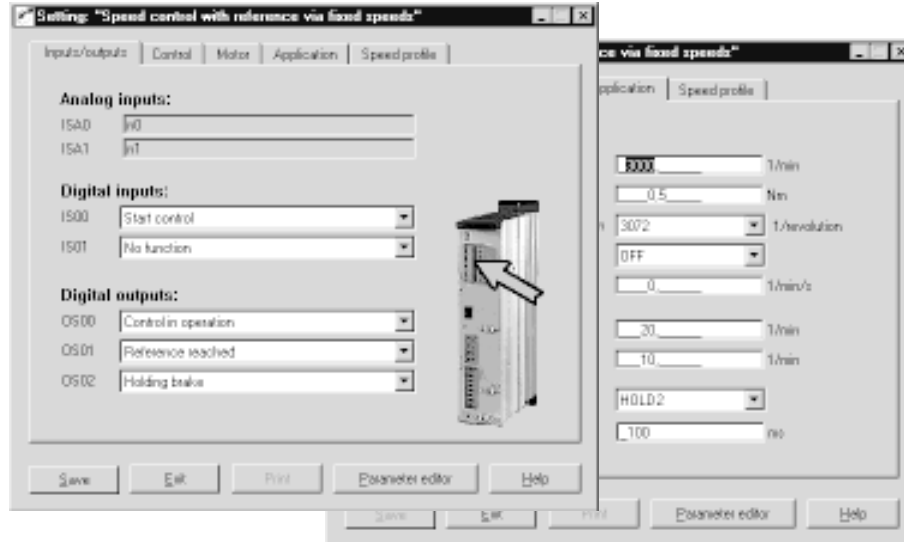 Setting: "Speed control with reference via fixed speeds"
Inputs/outputs Control Motor Application Speed profile
Analog inputs:
ISA0 in0
ISA1 in1
Digital inputs:
IS00 Start control
IS01 No function
Digital outputs:
OS00 Control in operation
OS01 Reference reached
OS02 Holding brake
Save Exit Print Parameter editor Help
ce via fixed speeds"
pplication Speed profile
3000 1/min
0,5 Nm
3072 1/revolution
OFF
0, 1/min/s
20, 1/min
10, 1/min
HOLD2
100 ms
Save Exit Print Parameter editor Help